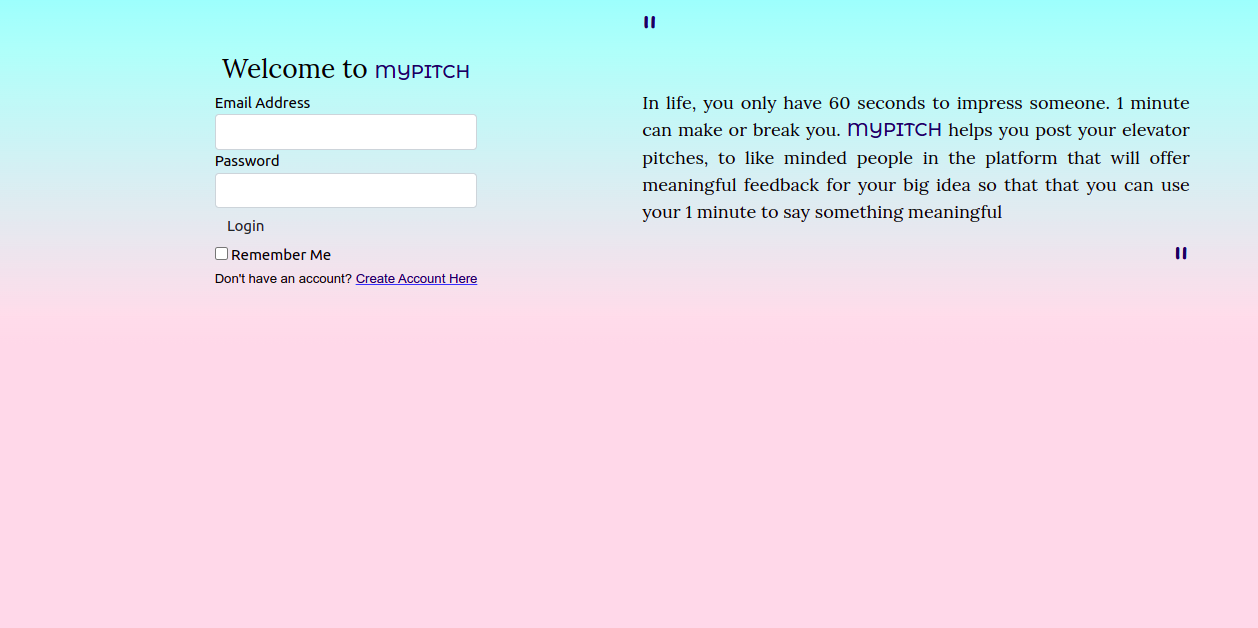 Welcome to MYPITCH
Email Address
Password
Login
Remember Me
Don't have an account? Create Account Here
"
In life, you only have 60 seconds to impress someone. 1 minute
can make or break you. MYPITCH helps you post your elevator
pitches, to like minded people in the platform that will offer
meaningful feedback for your big idea so that that you can use
your 1 minute to say something meaningful
"